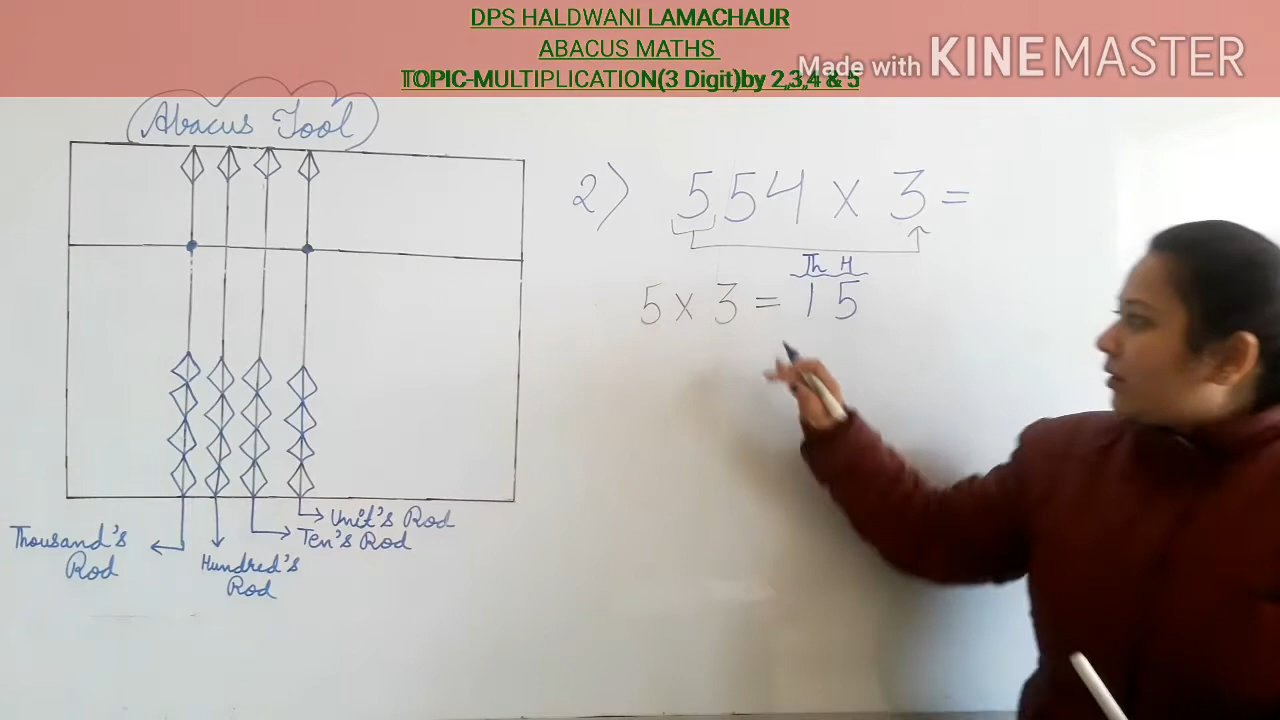 DPS HALDWANI LAMACHAUR
ABACUS MATHS
TOPIC-MULTIPLICATION(3 Digit)by 2,3,4 & 5
Made with KINEMASTER
Abacus Tool
2) 554 x 3 =
Th H
5 x 3 = 15
Unit's Rod
Ten's Rod
Hundred's
Rod
Thousand's
Rod